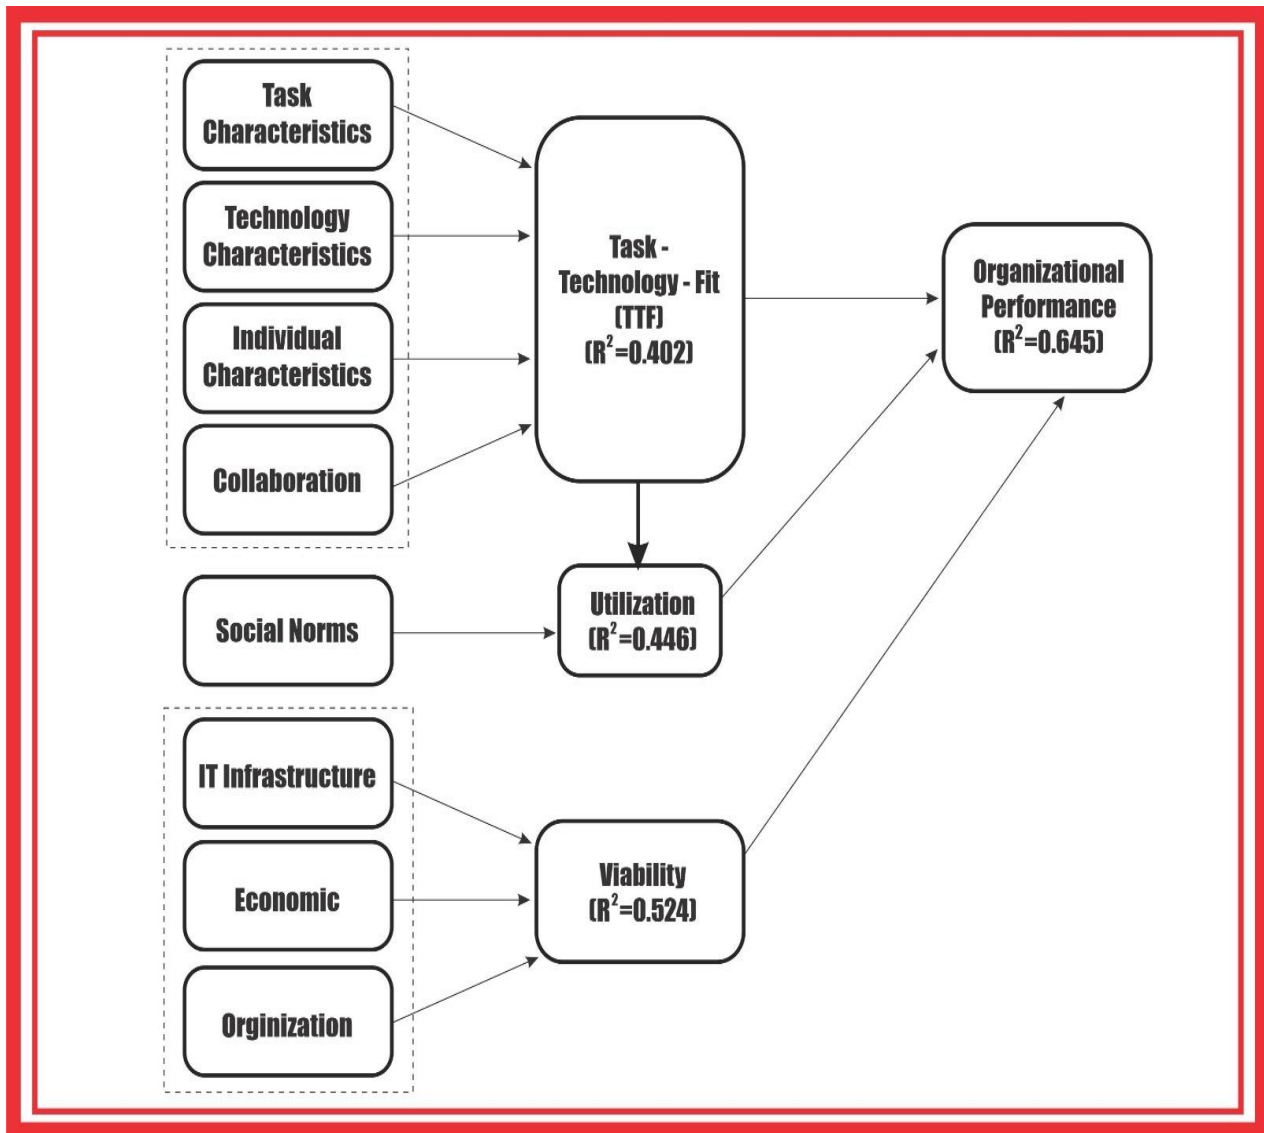 Task
Characteristics
Technology
Characteristics
Individual
Characteristics
Collaboration
Social Norms
IT Infrastructure
Economic
Orginization
Task -
Technology - Fit
(TTF)
(R²=0.402)
Utilization
(R²=0.446)
Viability
(R²=0.524)
Organizational
Performance
(R²=0.645)